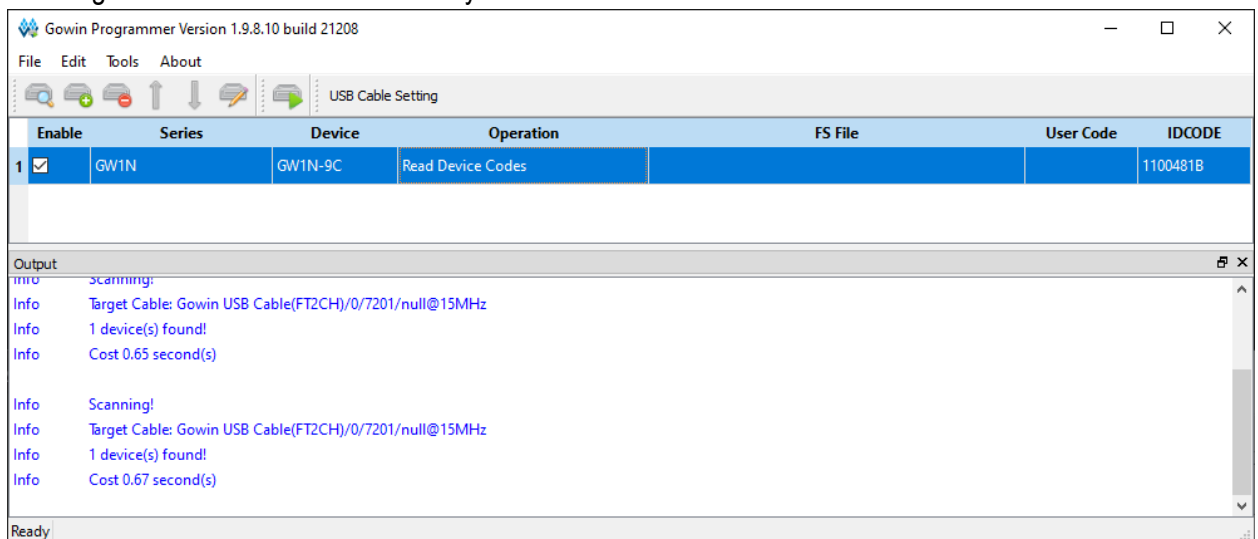 Gowin Programmer Version 1.9.8.10 build 21208
File Edit Tools About
USB Cable Setting
Enable Series Device Operation FS File User Code IDCODE
1 GW1N GW1N-9C Read Device Codes 1100481B
Output
Info Scanning!
Info Target Cable: Gowin USB Cable(FT2CH)/0/7201/null@15MHz
Info 1 device(s) found!
Info Cost 0.65 second(s)
Info Scanning!
Info Target Cable: Gowin USB Cable(FT2CH)/0/7201/null@15MHz
Info 1 device(s) found!
Info Cost 0.67 second(s)
Ready